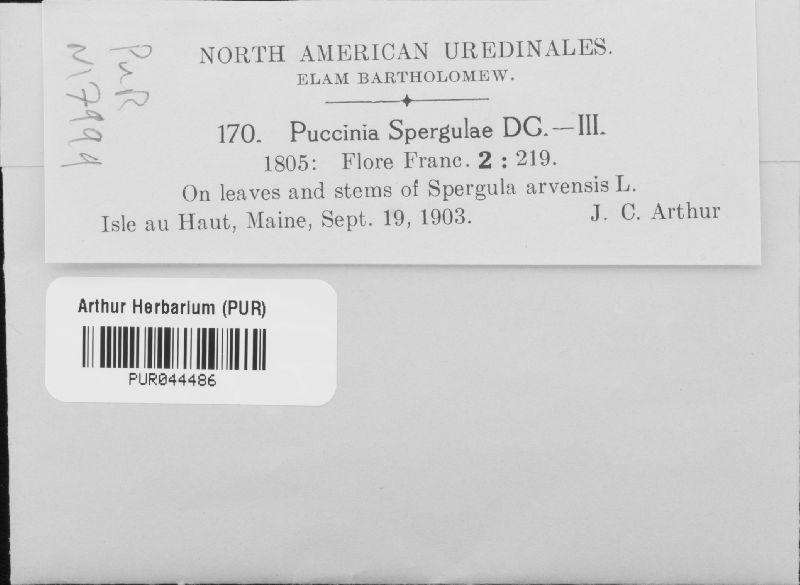 NORTH AMERICAN UREDINALES.
ELAM BARTHOLOMEW.
170. Puccinia Spergulae DC.—III.
1805: Flore Franc. 2 : 219.
On leaves and stems of Spergula arvensis L.
Isle au Haut, Maine, Sept. 19, 1903. J. C. Arthur
PUR
N7999
Arthur Herbarium (PUR)
PUR044486